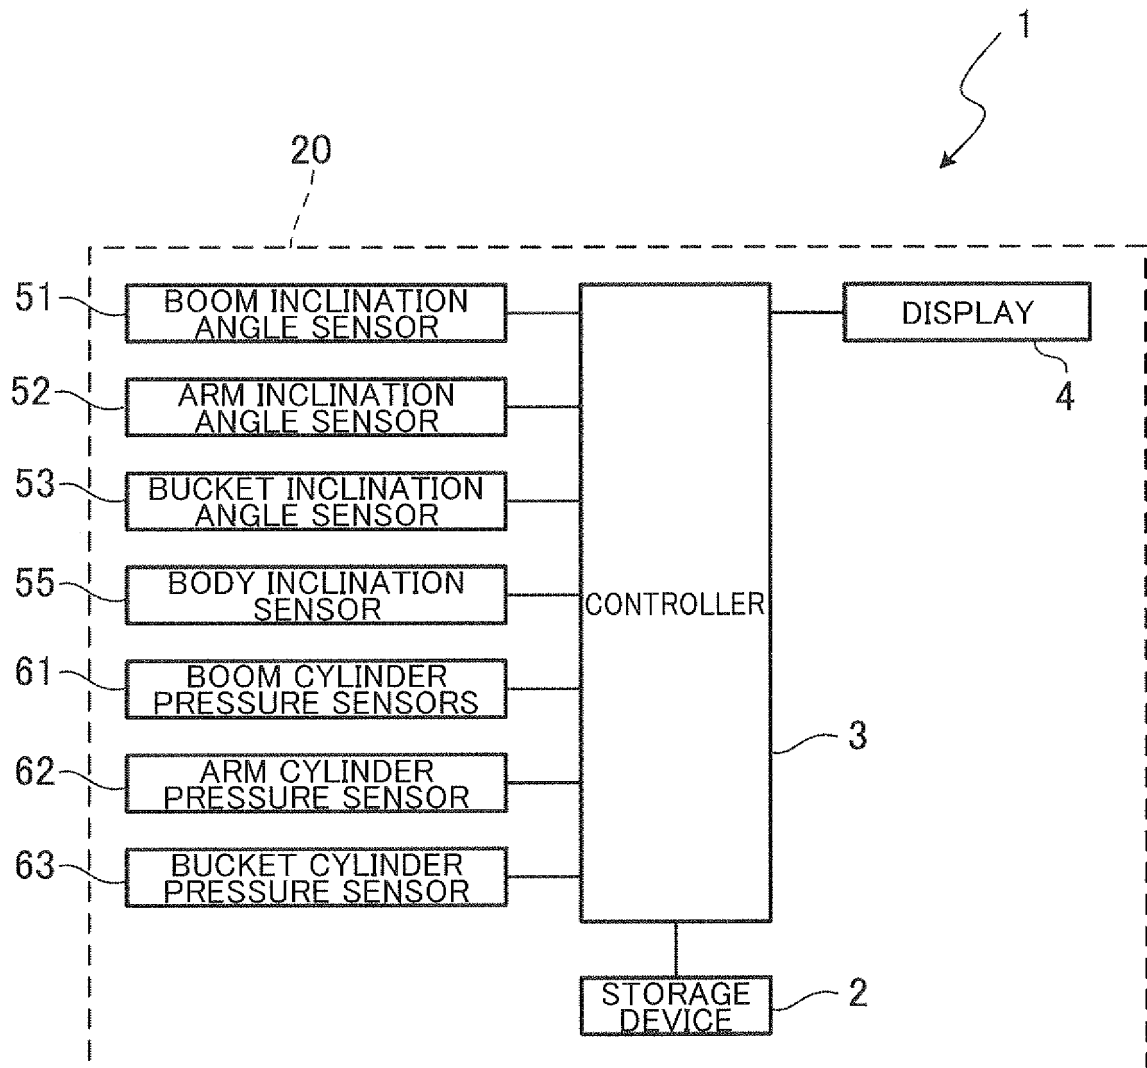 1
20
51
BOOM INCLINATION
ANGLE SENSOR
DISPLAY
4
52
ARM INCLINATION
ANGLE SENSOR
53
BUCKET INCLINATION
ANGLE SENSOR
55
BODY INCLINATION
SENSOR
CONTROLLER
61
BOOM CYLINDER
PRESSURE SENSORS
3
62
ARM CYLINDER
PRESSURE SENSOR
63
BUCKET CYLINDER
PRESSURE SENSOR
STORAGE
DEVICE
2